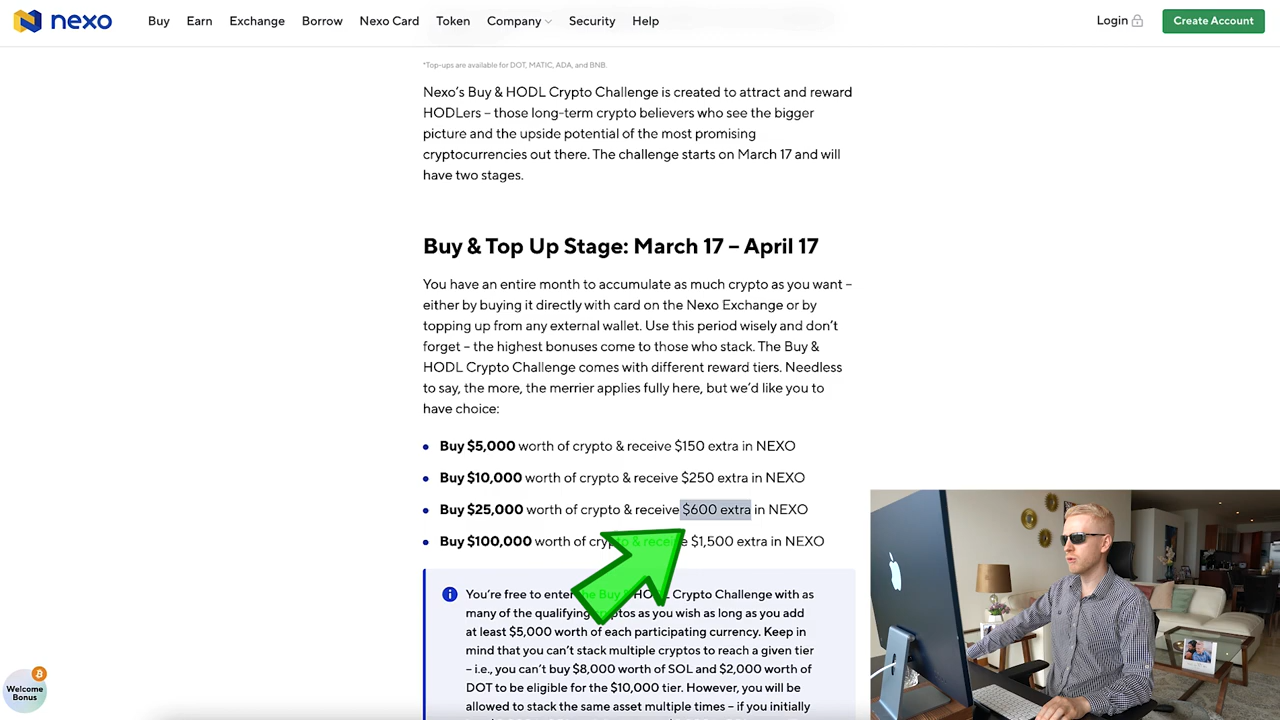 nexo Buy Earn Exchange Borrow Nexo Card Token Company Security Help Login Create Account
*Top-ups are available for DOT, MATIC, ADA, and BNB.
Nexo's Buy & HODL Crypto Challenge is created to attract and reward
HODLers – those long-term crypto believers who see the bigger
picture and the upside potential of the most promising
cryptocurrencies out there. The challenge starts on March 17 and will
have two stages.
Buy & Top Up Stage: March 17 – April 17
You have an entire month to accumulate as much crypto as you want –
either by buying it directly with card on the Nexo Exchange or by
topping up from any external wallet. Use this period wisely and don't
forget – the highest bonuses come to those who stack. The Buy &
HODL Crypto Challenge comes with different reward tiers. Needless
to say, the more, the merrier applies fully here, but we'd like you to
have choice:
• Buy $5,000 worth of crypto & receive $150 extra in NEXO
• Buy $10,000 worth of crypto & receive $250 extra in NEXO
• Buy $25,000 worth of crypto & receive $600 extra in NEXO
• Buy $100,000 worth of crypto & receive $1,500 extra in NEXO
You're free to enter the Buy & HODL Crypto Challenge with as
many of the qualifying cryptos as you wish as long as you add
at least $5,000 worth of each participating currency. Keep in
mind that you can't stack multiple cryptos to reach a given tier
– i.e., you can't buy $8,000 worth of SOL and $2,000 worth of
DOT to be eligible for the $10,000 tier. However, you will be
allowed to stack the same asset multiple times – if you initially
Welcome
Bonus